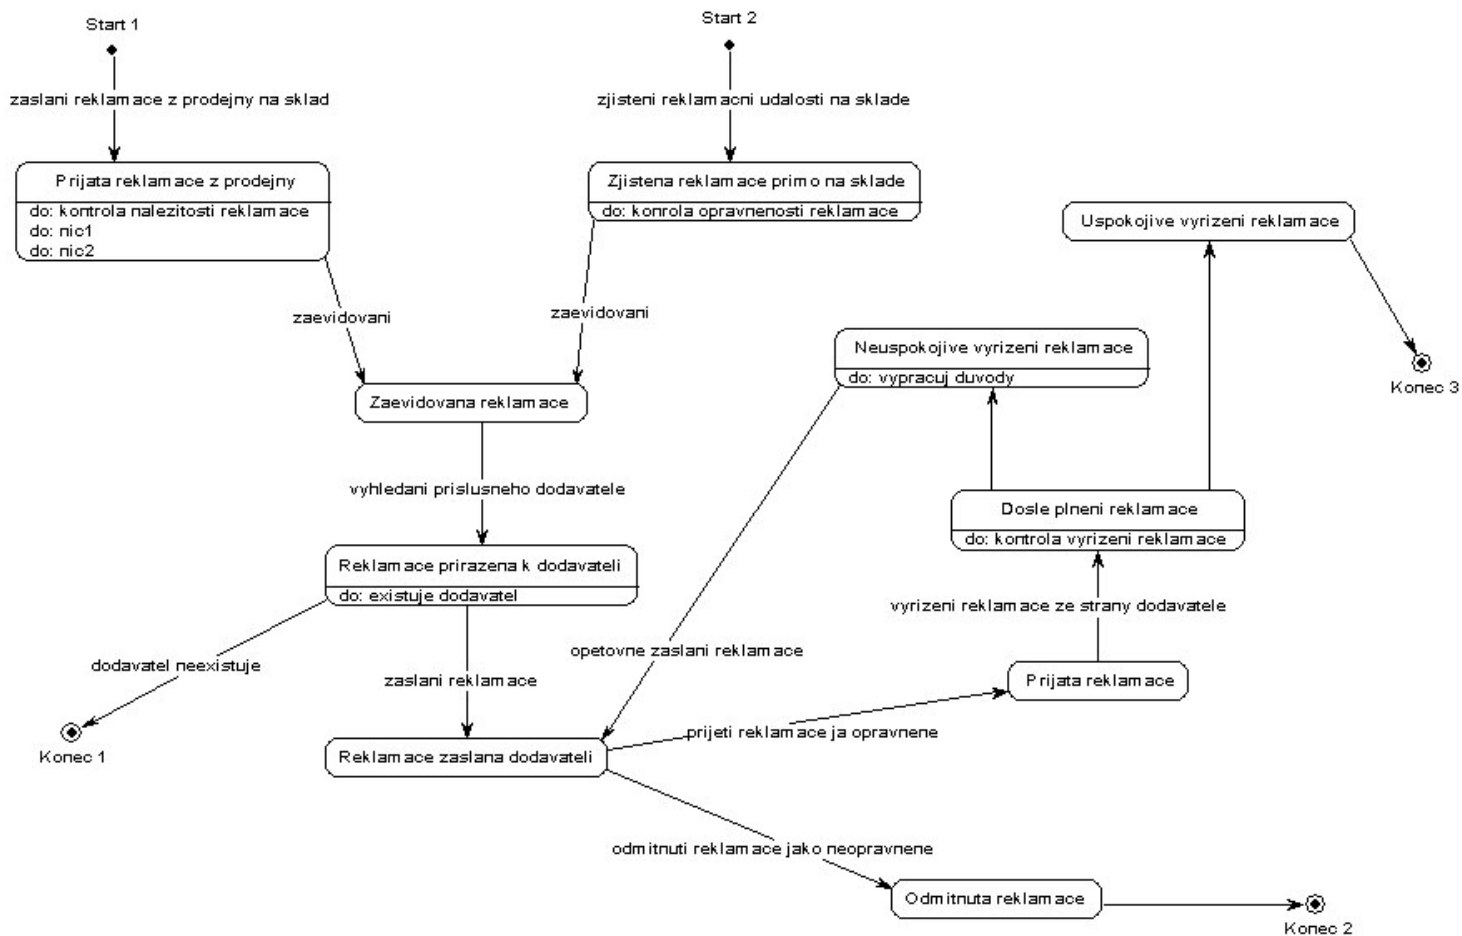 Start 1
Start 2
zaslani reklamace z prodejny na sklad
zjisteni reklamacni udalosti na sklade
Prijata reklamace z prodejny
do: kontrola nalezitosti reklamace
do: nic1
do: nic2
Zjistena reklamace primo na sklade
do: konrola opravnenosti reklamace
Uspokojive vyrizeni reklamace
zaevidovani
zaevidovani
Neuspokojive vyrizeni reklamace
do: vypracuj duvody
Konec 3
Zaevidovana reklamace
vyhledani prislusneho dodavatele
Dosle plneni reklamace
do: kontrola vyrizeni reklamace
Reklamace prirazena k dodavateli
do: existuje dodavatel
vyrizeni reklamace ze strany dodavatele
opetovne zaslani reklamace
dodavatel neexistuje
zaslani reklamace
Prijata reklamace
prijeti reklamace ja opravnene
Konec 1
Reklamace zaslana dodavateli
odmitnuti reklamace jako neopravnene
Odmitnuta reklamace
Konec 2